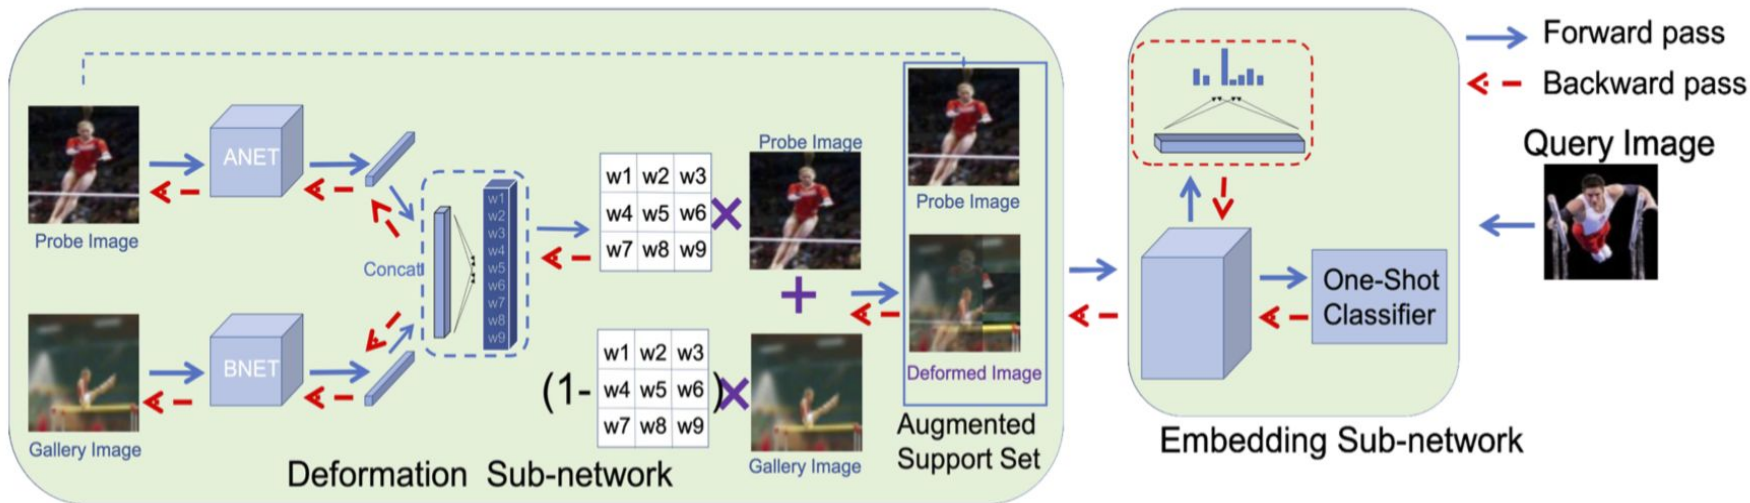 Forward pass
Backward pass
Query Image
ANET
Probe Image
Concat
w1
w2
w3
w4
w5
w6
w7
w8
w9
BNET
Gallery Image
w1 w2 w3
w4 w5 w6
w7 w8 w9
Probe Image
(1-
w1 w2 w3
w4 w5 w6
w7 w8 w9
)
Gallery Image
Probe Image
Deformed Image
Augmented
Support Set
Deformation Sub-network
One-Shot
Classifier
Embedding Sub-network